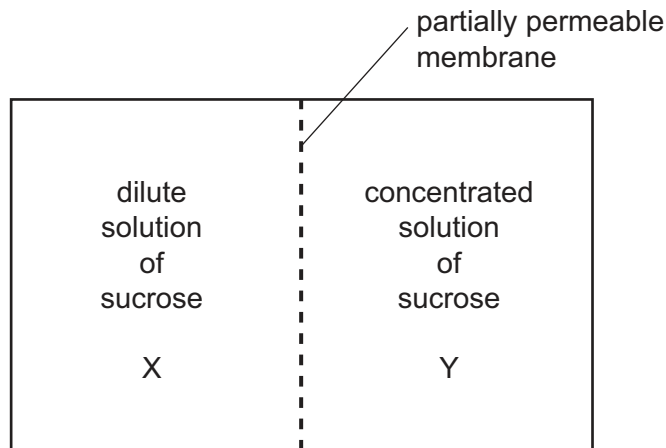 partially permeable
membrane
dilute
solution
of
sucrose
X
concentrated
solution
of
sucrose
Y